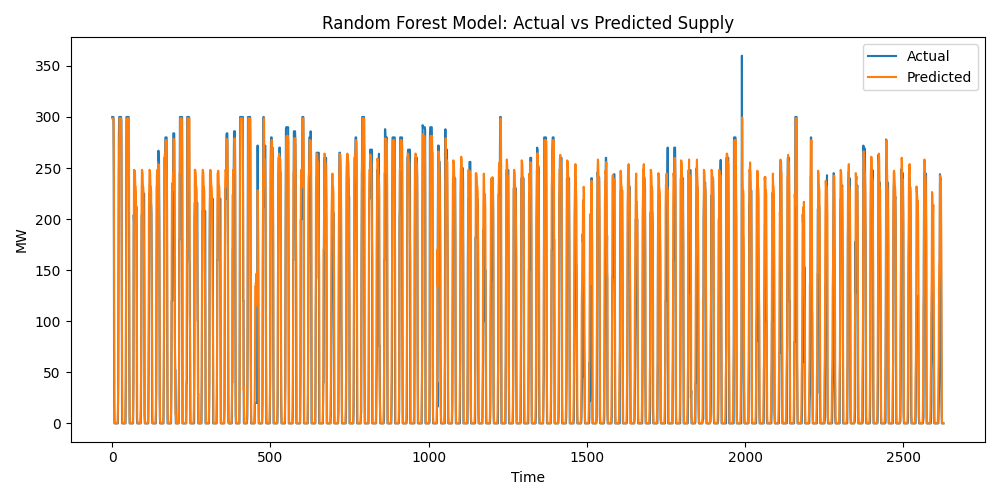 Random Forest Model: Actual vs Predicted Supply
Actual
Predicted
MW
350
300
250
200
150
100
50
0
0 500 1000 1500 2000 2500
Time